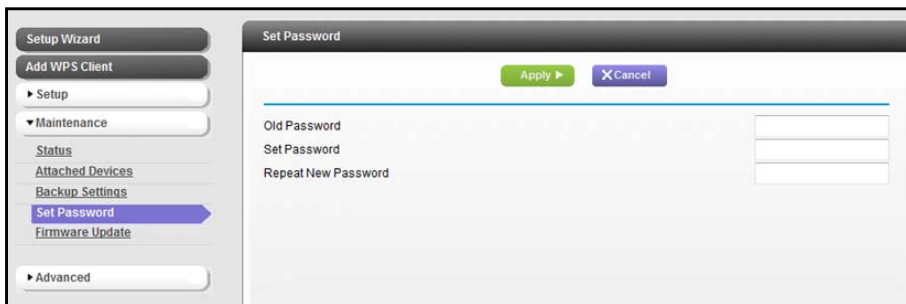 Setup Wizard
Add WPS Client
Setup
Maintenance
Status
Attached Devices
Backup Settings
Set Password
Firmware Update
Advanced
Set Password
Apply
Cancel
Old Password
Set Password
Repeat New Password